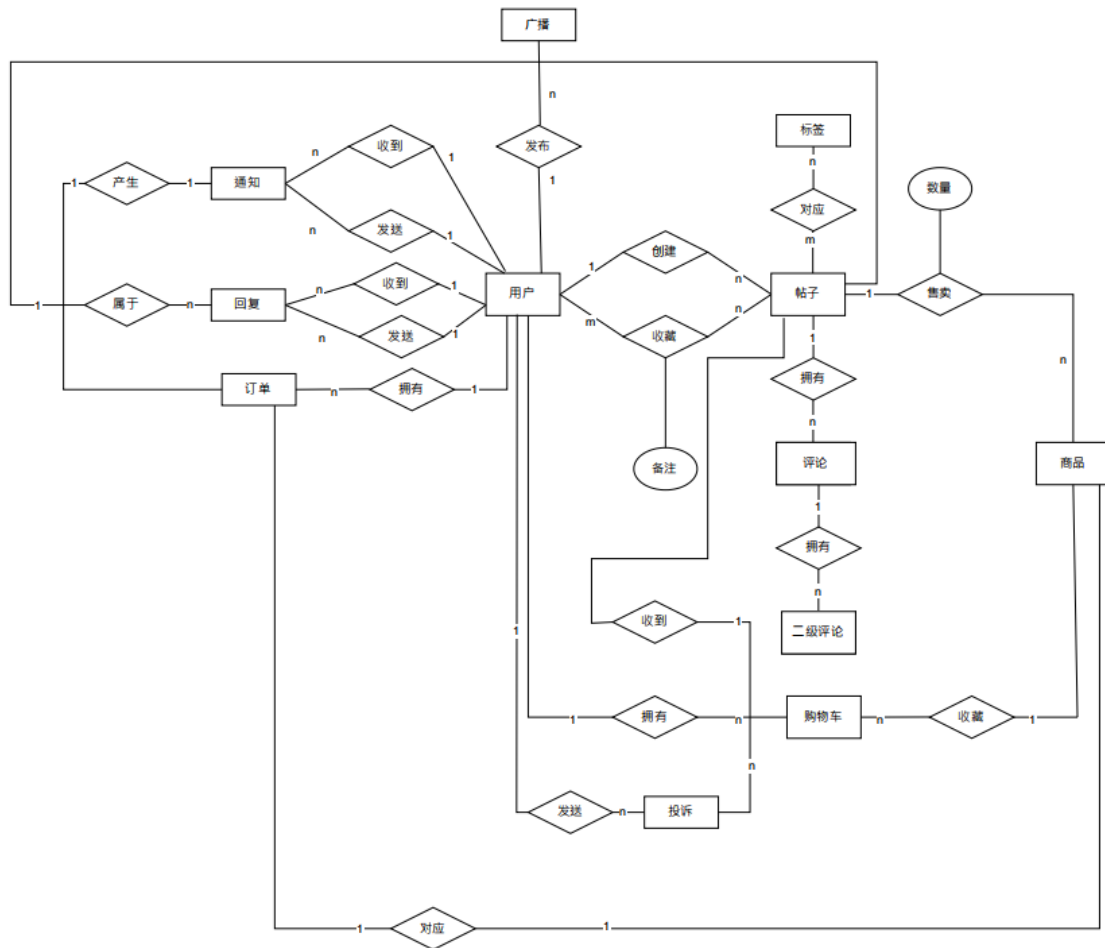 广播
n
发布
1
标签
n
对应
m
数量
收到
n
1
产生
1
1
通知
n
发送
1
创建
1
n
用户
帖子
1
售卖
n
收藏
m
n
备注
1
属于
n
回复
n
收到
1
n
发送
1
订单
n
拥有
1
1
拥有
n
评论
商品
1
拥有
n
二级评论
收到
1
n
1
1
拥有
n
购物车
n
收藏
1
发送
n
投诉
1
对应
1